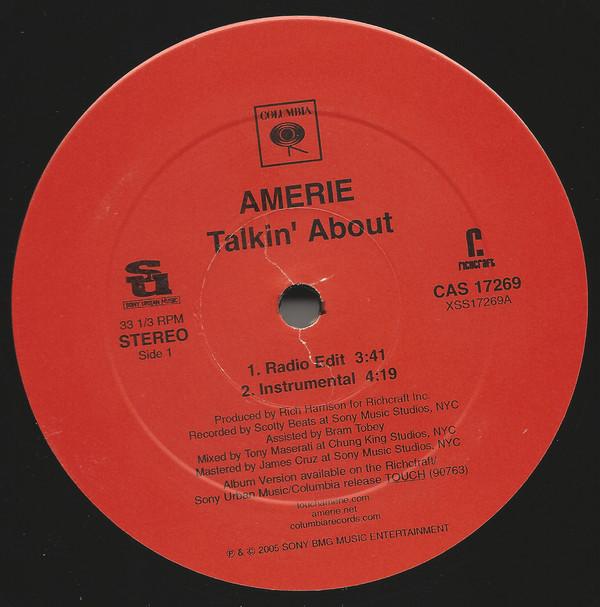 COLUMBIA
AMERIE
Talkin' About
SU
SONY URBAN MUSIC
33 1/3 RPM
STEREO
Side 1
r.
RICHCRAFT
CAS 17269
XSS17269A
1. Radio Edit 3:41
2. Instrumental 4:19
Produced by Rich Harrison for Richcraft Inc.
Recorded by Scotty Beats at Sony Music Studios, NYC
Assisted by Bram Tobey
Mixed by Tony Maserati at Chung King Studios, NYC
Mastered by James Cruz at Sony Music Studios, NYC
Album Version available on the Richcraft/
Sony Urban Music/Columbia release TOUCH (90763)
touchamerie.com
amerie.net
columbiarecords.com
℗ & © 2005 SONY BMG MUSIC ENTERTAINMENT